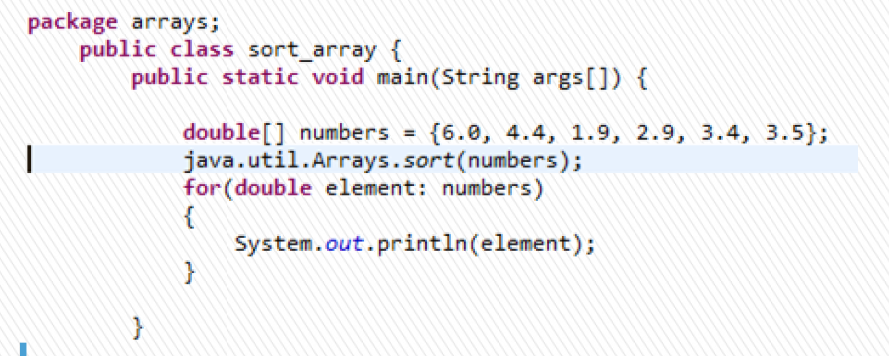 package arrays;
public class sort_array {
public static void main(String args[]) {
double[] numbers = {6.0, 4.4, 1.9, 2.9, 3.4, 3.5};
java.util.Arrays.sort(numbers);
for(double element: numbers)
{
System.out.println(element);
}
}